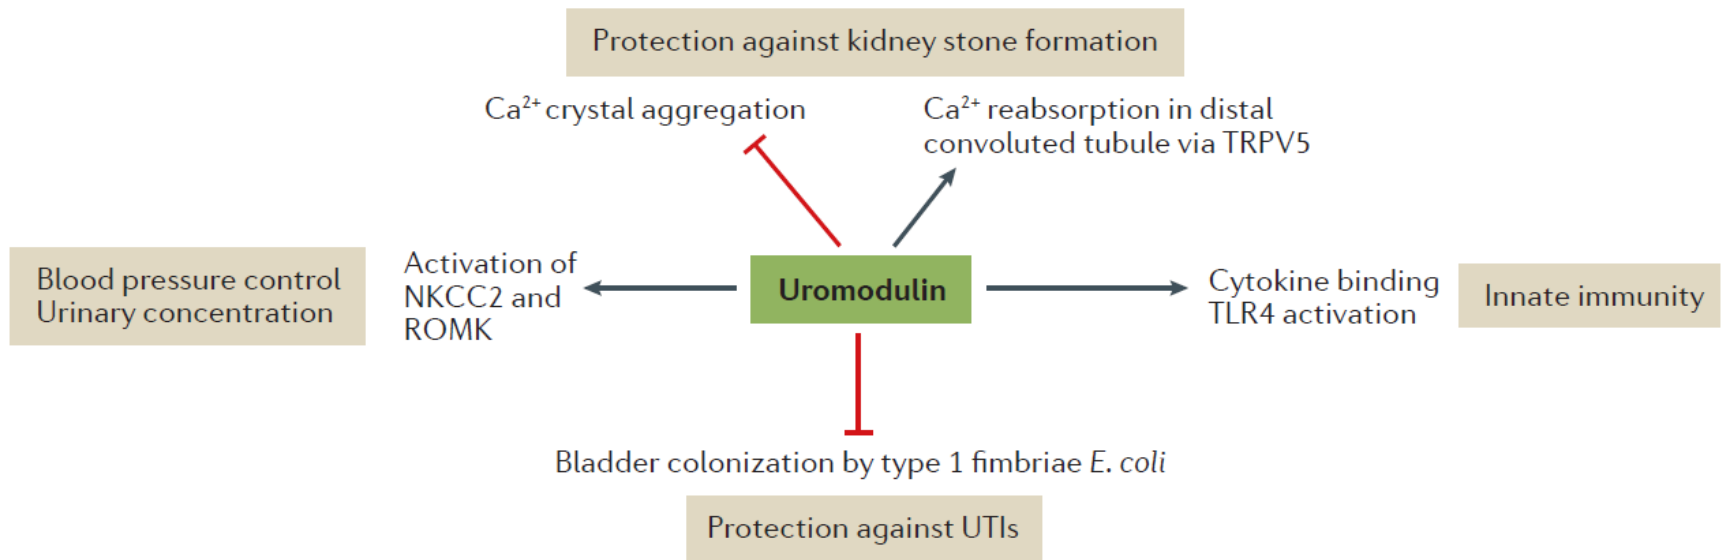 Protection against kidney stone formation
Ca²⁺ crystal aggregation
Ca²⁺ reabsorption in distal
convoluted tubule via TRPV5
Blood pressure control
Urinary concentration
Activation of
NKCC2 and
ROMK
Uromodulin
Cytokine binding
TLR4 activation
Innate immunity
Bladder colonization by type 1 fimbriae E. coli
Protection against UTIs